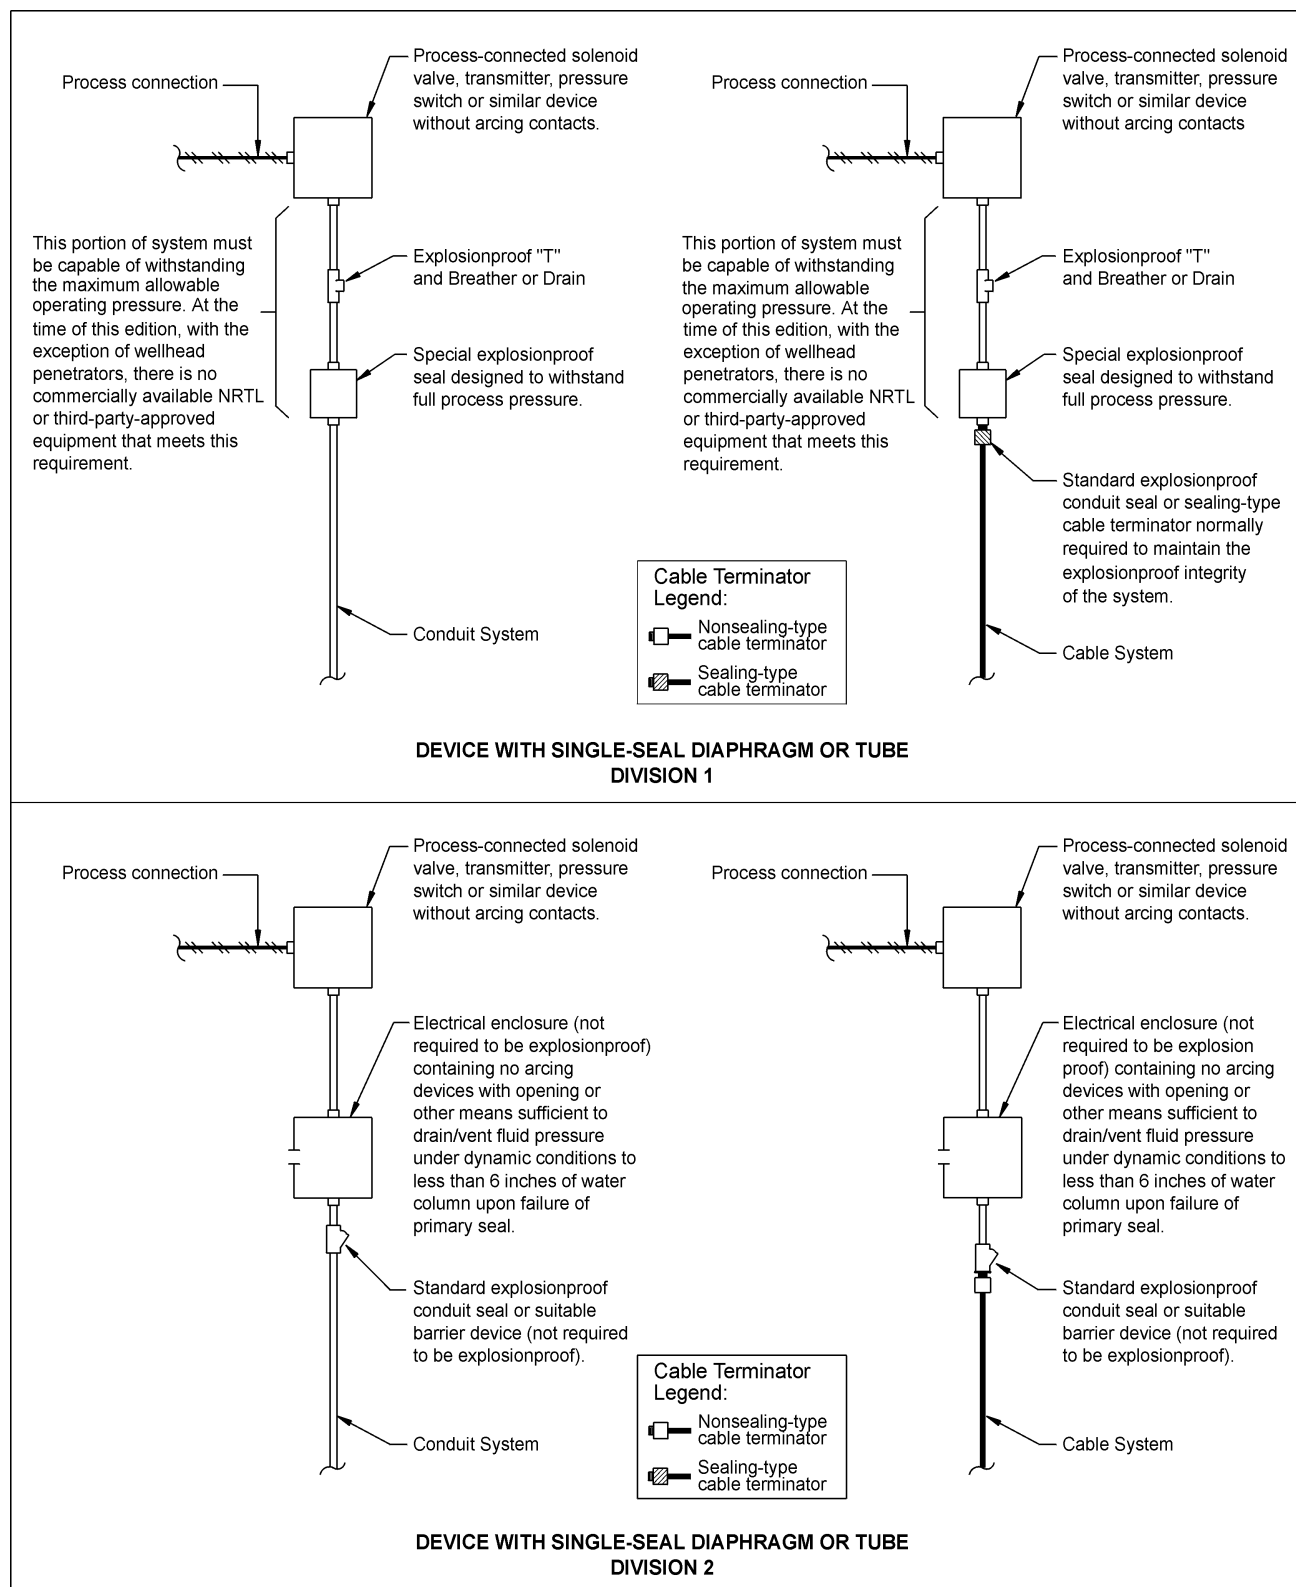 Process connection
Process-connected solenoid
valve, transmitter, pressure
switch or similar device
without arcing contacts.
This portion of system must
be capable of withstanding
the maximum allowable
operating pressure. At the
time of this edition, with the
exception of wellhead
penetrators, there is no
commercially available NRTL
or third-party-approved
equipment that meets this
requirement.
Explosionproof "T"
and Breather or Drain
Special explosionproof
seal designed to withstand
full process pressure.
Conduit System
Process connection
Process-connected solenoid
valve, transmitter, pressure
switch or similar device
without arcing contacts
This portion of system must
be capable of withstanding
the maximum allowable
operating pressure. At the
time of this edition, with the
exception of wellhead
penetrators, there is no
commercially available NRTL
or third-party-approved
equipment that meets this
requirement.
Explosionproof "T"
and Breather or Drain
Special explosionproof
seal designed to withstand
full process pressure.
Standard explosionproof
conduit seal or sealing-type
cable terminator normally
required to maintain the
explosionproof integrity
of the system.
Cable System
Cable Terminator
Legend:
Nonsealing-type
cable terminator
Sealing-type
cable terminator
DEVICE WITH SINGLE-SEAL DIAPHRAGM OR TUBE
DIVISION 1
Process connection
Process-connected solenoid
valve, transmitter, pressure
switch or similar device
without arcing contacts.
Electrical enclosure (not
required to be explosionproof)
containing no arcing
devices with opening or
other means sufficient to
drain/vent fluid pressure
under dynamic conditions to
less than 6 inches of water
column upon failure of
primary seal.
Standard explosionproof
conduit seal or suitable
barrier device (not required
to be explosionproof).
Conduit System
Process connection
Process-connected solenoid
valve, transmitter, pressure
switch or similar device
without arcing contacts.
Electrical enclosure (not
required to be explosion
proof) containing no arcing
devices with opening or
other means sufficient to
drain/vent fluid pressure
under dynamic conditions to
less than 6 inches of water
column upon failure of
primary seal.
Standard explosionproof
conduit seal or suitable
barrier device (not required
to be explosionproof).
Cable System
Cable Terminator
Legend:
Nonsealing-type
cable terminator
Sealing-type
cable terminator
DEVICE WITH SINGLE-SEAL DIAPHRAGM OR TUBE
DIVISION 2